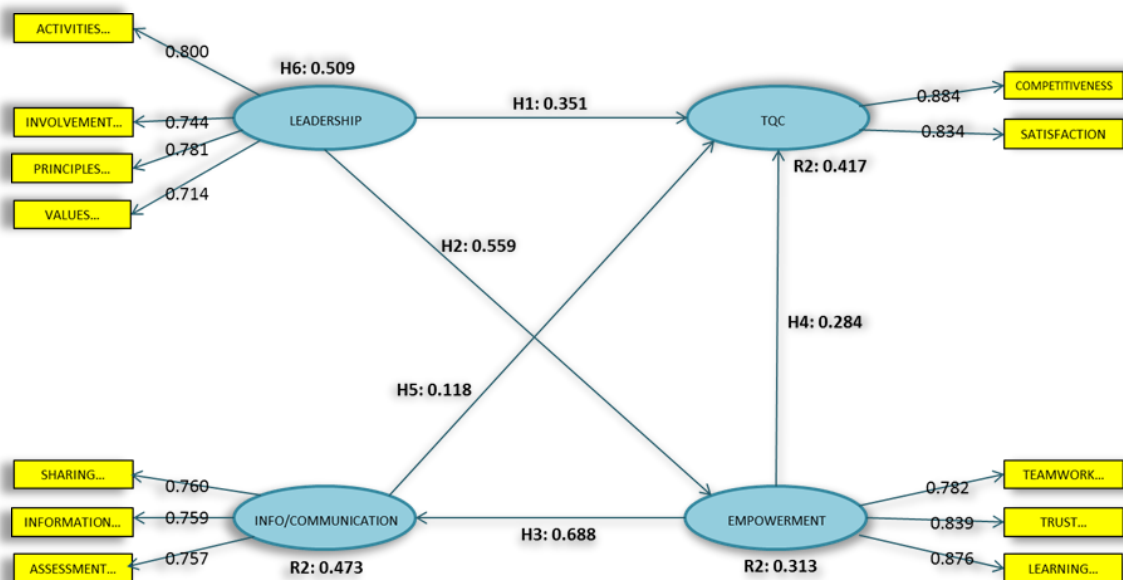 ACTIVITIES...
0.800
H6: 0.509
LEADERSHIP
INVOLVEMENT...
0.744
PRINCIPLES...
0.781
VALUES...
0.714
H1: 0.351
TQC
R2: 0.417
0.884
COMPETITIVENESS
0.834
SATISFACTION
H2: 0.559
H4: 0.284
H5: 0.118
SHARING...
0.760
INFORMATION...
0.759
ASSESSMENT...
0.757
INFO/COMMUNICATION
R2: 0.473
H3: 0.688
EMPOWERMENT
R2: 0.313
0.782
TEAMWORK...
0.839
TRUST...
0.876
LEARNING...